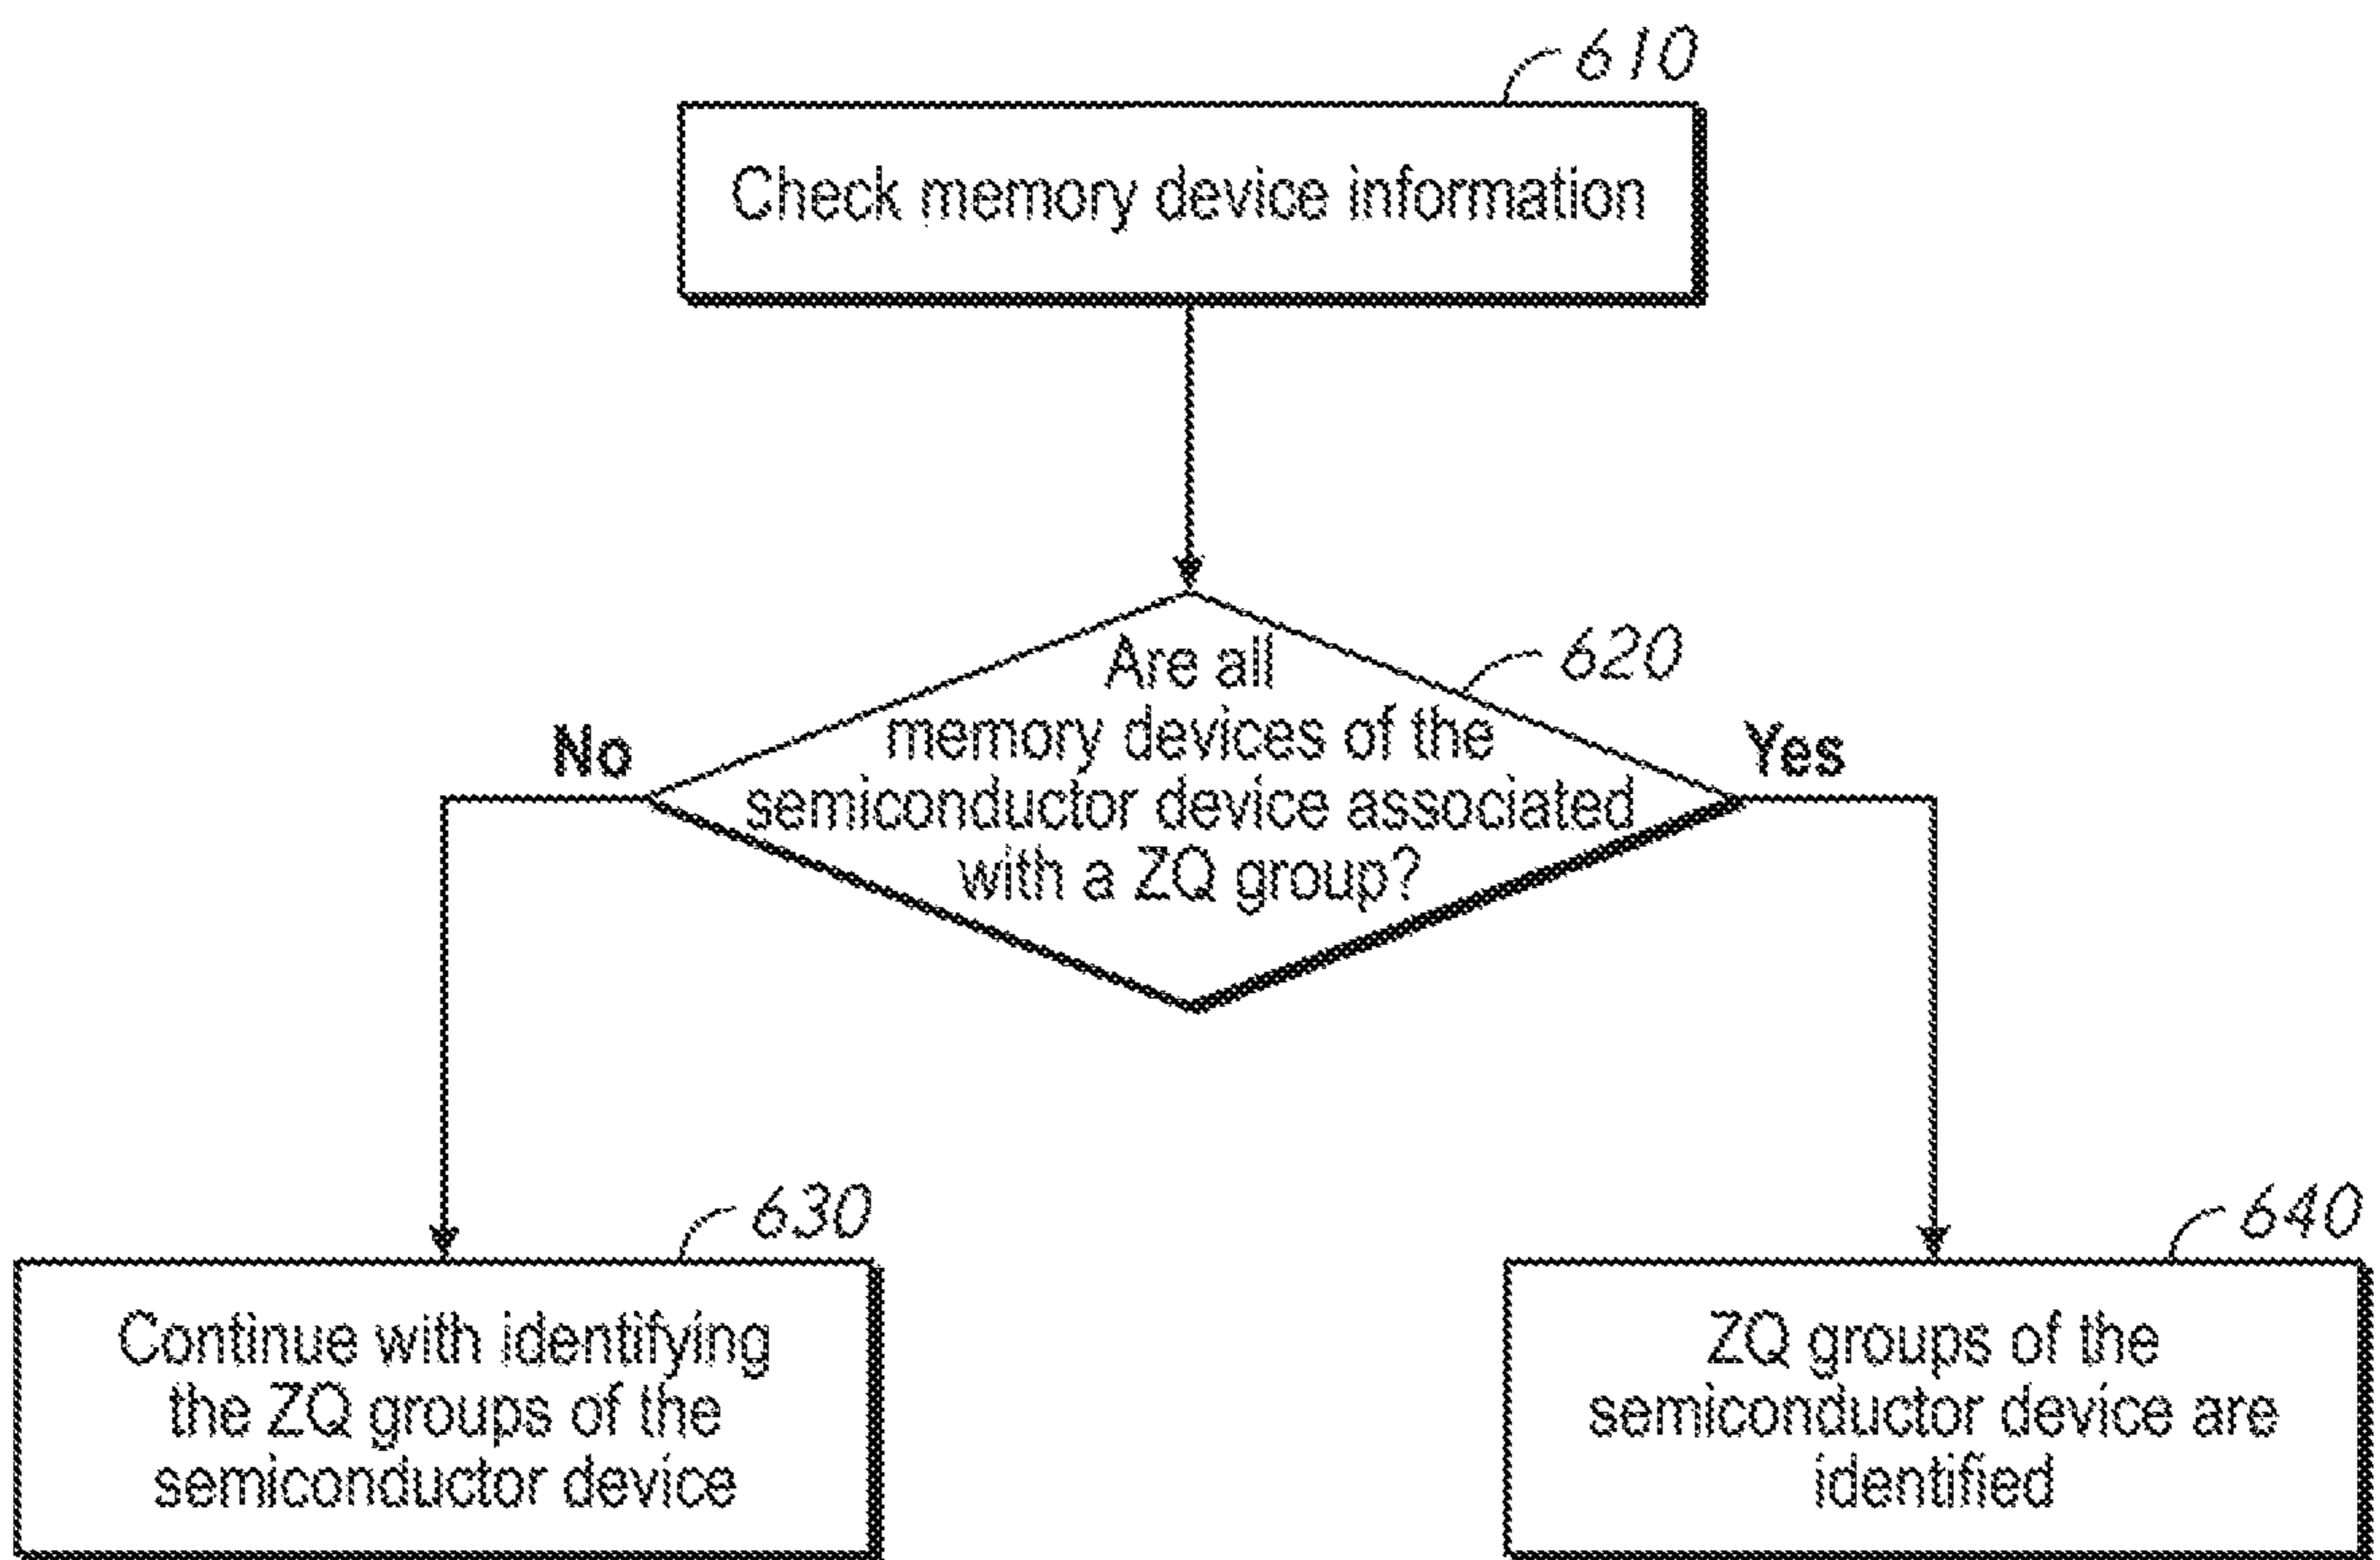 610
Check memory device information
Are all
memory devices of the
semiconductor device associated
with a ZQ group?
620
No
Yes
630
Continue with identifying
the ZQ groups of the
semiconductor device
640
ZQ groups of the
semiconductor device are
identified